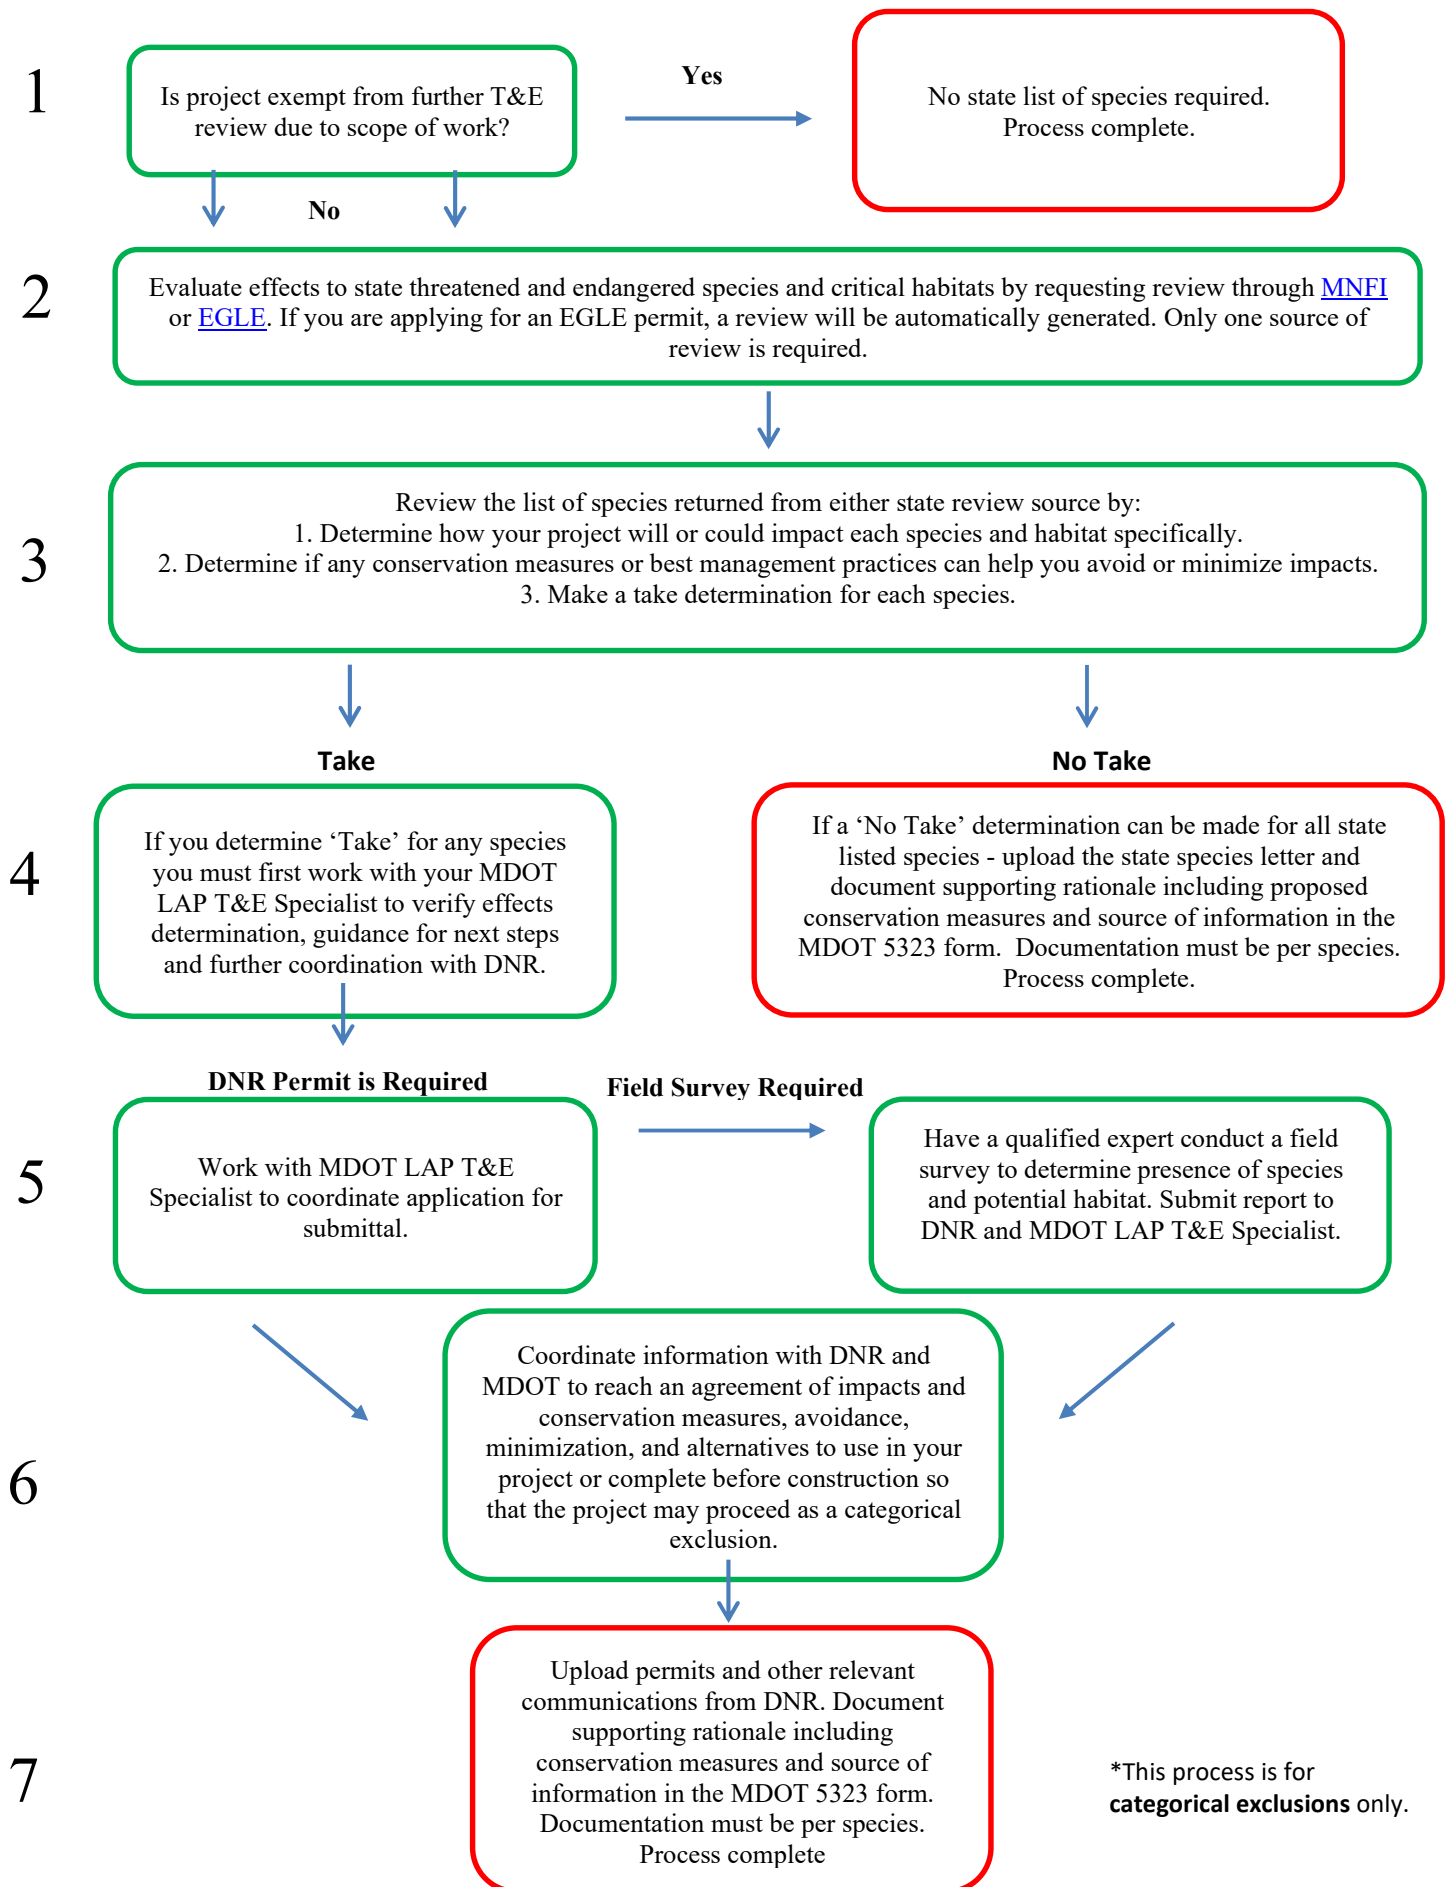 1
Is project exempt from further T&E
review due to scope of work?
Yes
No state list of species required.
Process complete.
No
2
Evaluate effects to state threatened and endangered species and critical habitats by requesting review through MNFI
or EGLE. If you are applying for an EGLE permit, a review will be automatically generated. Only one source of
review is required.
3
Review the list of species returned from either state review source by:
1. Determine how your project will or could impact each species and habitat specifically.
2. Determine if any conservation measures or best management practices can help you avoid or minimize impacts.
3. Make a take determination for each species.
Take
No Take
4
If you determine ‘Take’ for any species
you must first work with your MDOT
LAP T&E Specialist to verify effects
determination, guidance for next steps
and further coordination with DNR.
If a ‘No Take’ determination can be made for all state
listed species - upload the state species letter and
document supporting rationale including proposed
conservation measures and source of information in the
MDOT 5323 form.  Documentation must be per species.
Process complete.
DNR Permit is Required
Field Survey Required
5
Work with MDOT LAP T&E
Specialist to coordinate application for
submittal.
Have a qualified expert conduct a field
survey to determine presence of species
and potential habitat. Submit report to
DNR and MDOT LAP T&E Specialist.
6
Coordinate information with DNR and
MDOT to reach an agreement of impacts and
conservation measures, avoidance,
minimization, and alternatives to use in your
project or complete before construction so
that the project may proceed as a categorical
exclusion.
7
Upload permits and other relevant
communications from DNR. Document
supporting rationale including
conservation measures and source of
information in the MDOT 5323 form.
Documentation must be per species.
Process complete
*This process is for
categorical exclusions only.